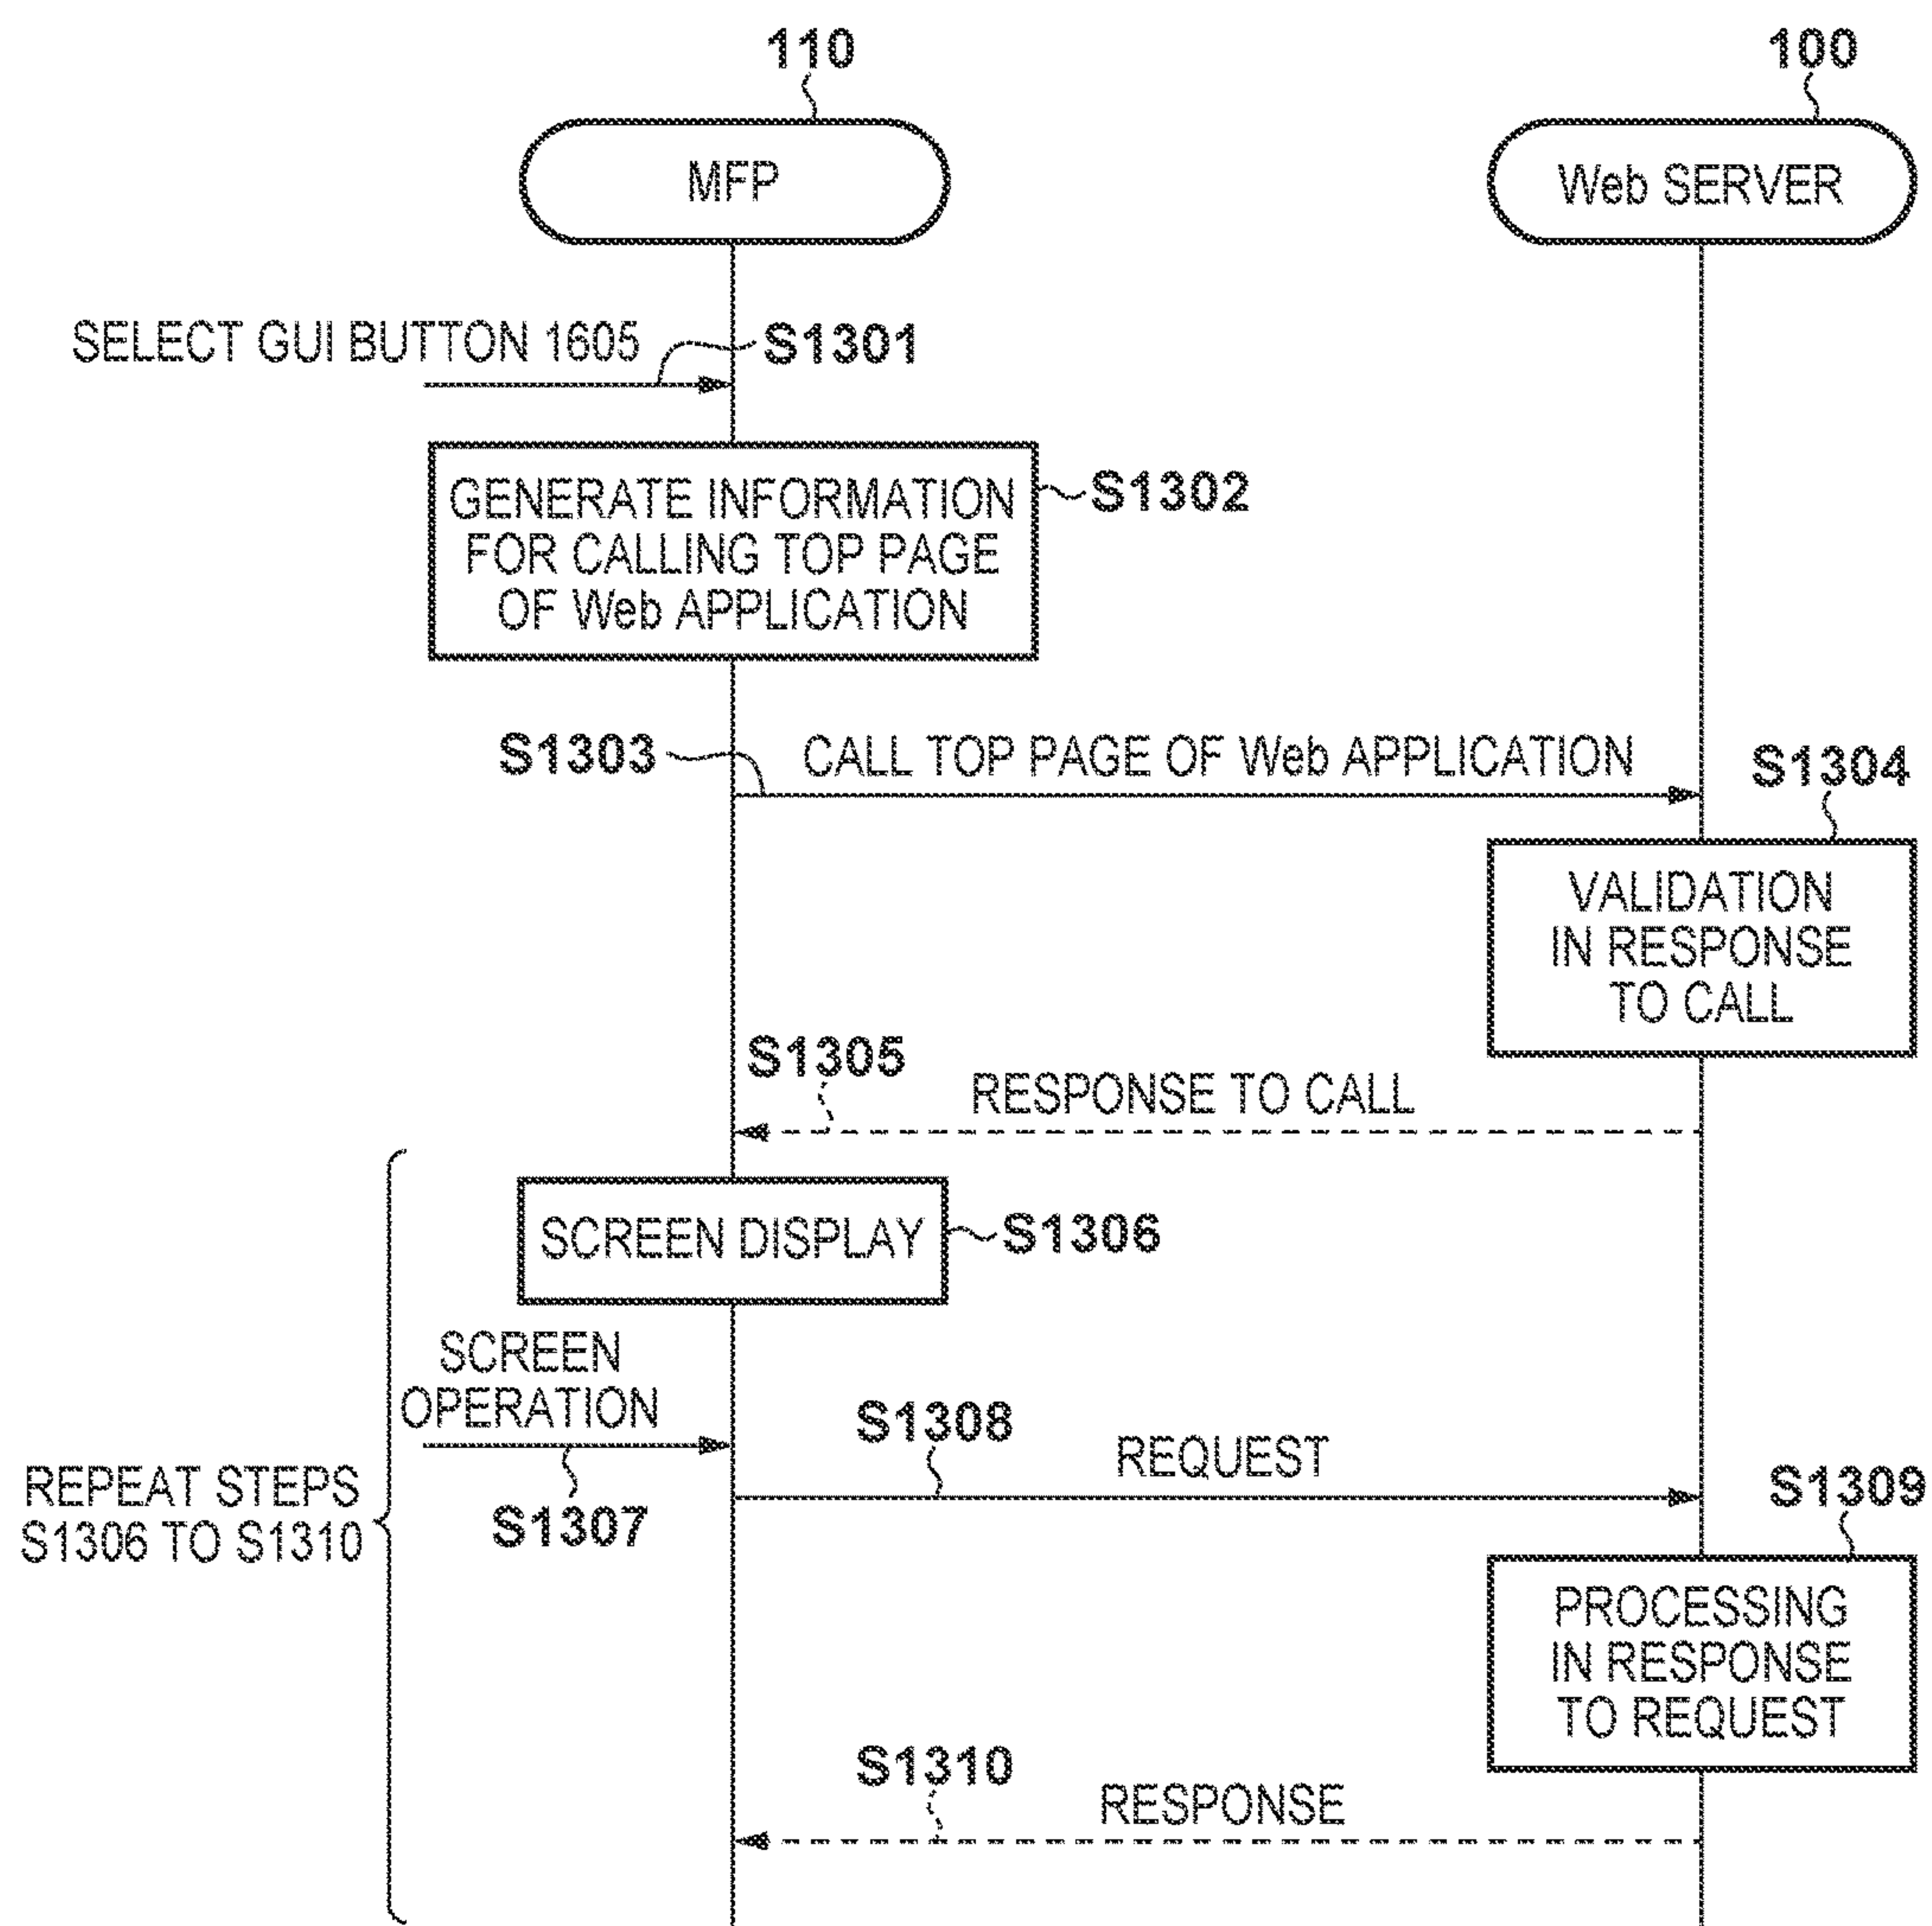 110
100
MFP
Web SERVER
SELECT GUI BUTTON 1605
S1301
GENERATE INFORMATION
FOR CALLING TOP PAGE
OF Web APPLICATION
S1302
S1303
CALL TOP PAGE OF Web APPLICATION
S1304
VALIDATION
IN RESPONSE
TO CALL
S1305
RESPONSE TO CALL
SCREEN DISPLAY
S1306
SCREEN
OPERATION
S1307
S1308
REQUEST
REPEAT STEPS
S1306 TO S1310
S1309
PROCESSING
IN RESPONSE
TO REQUEST
S1310
RESPONSE